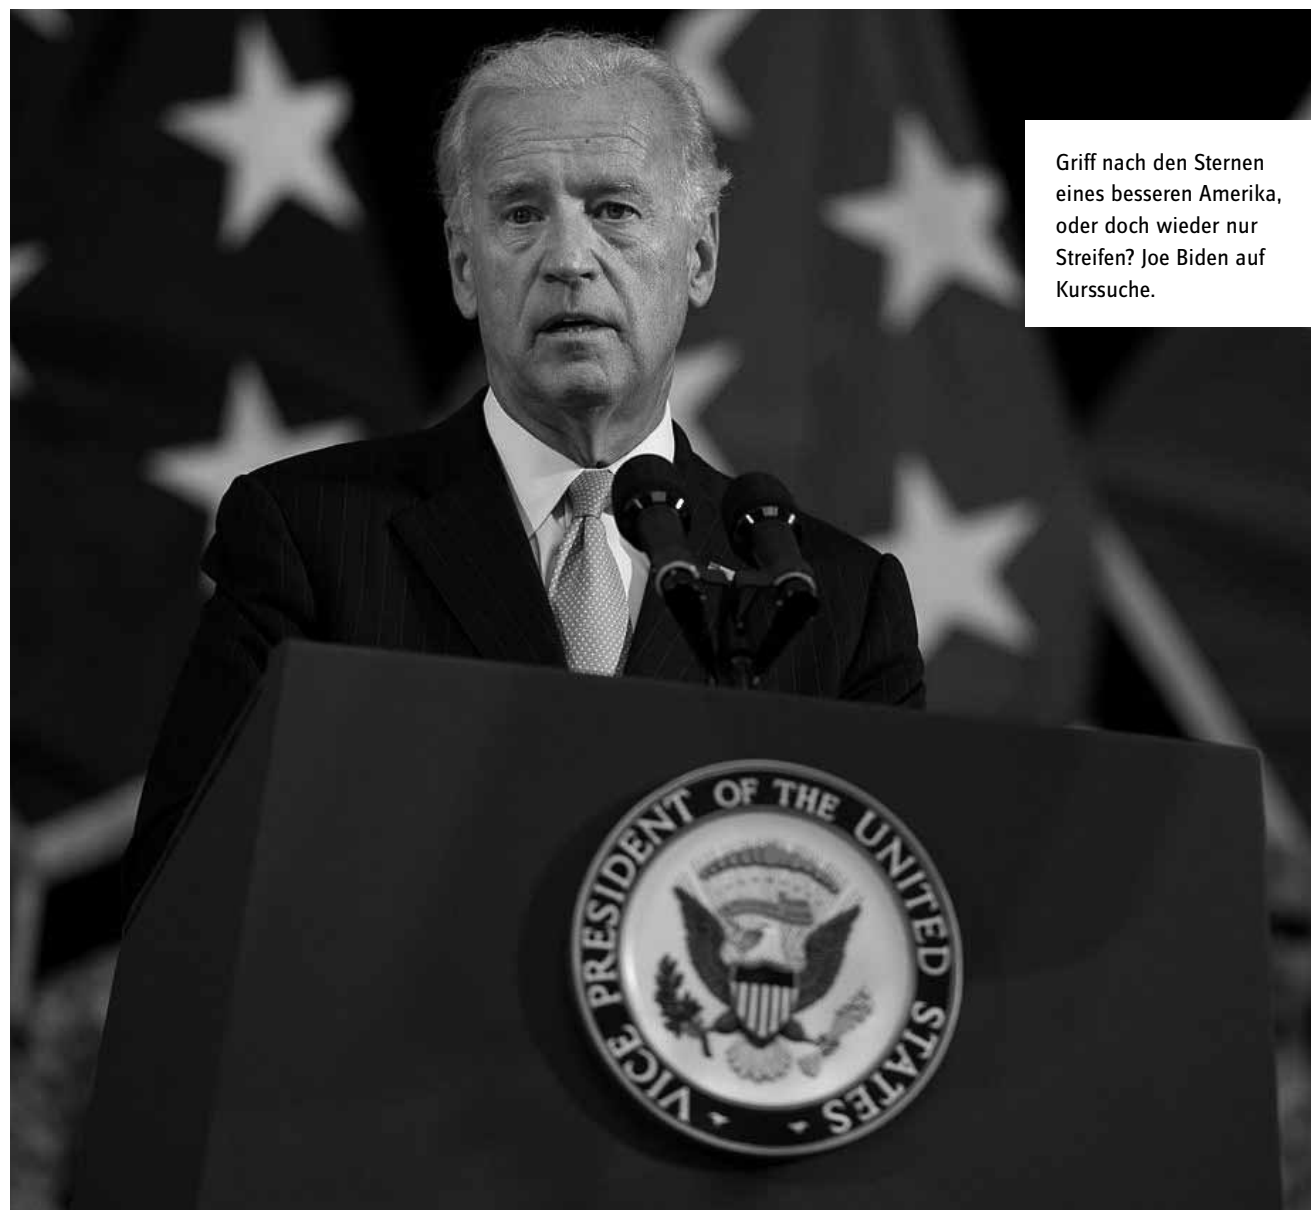 Griff nach den Sternen
eines besseren Amerika,
oder doch wieder nur
Streifen? Joe Biden auf
Kurssuche.
VICE PRESIDENT OF THE UNITED STATES